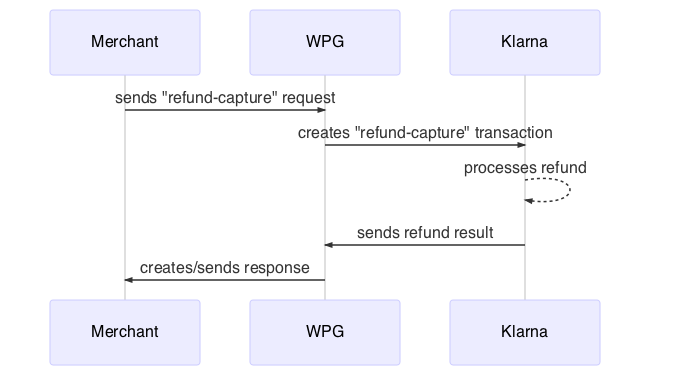 Merchant
WPG
Klarna
sends "refund-capture" request
creates "refund-capture" transaction
processes refund
sends refund result
creates/sends response
Merchant
WPG
Klarna